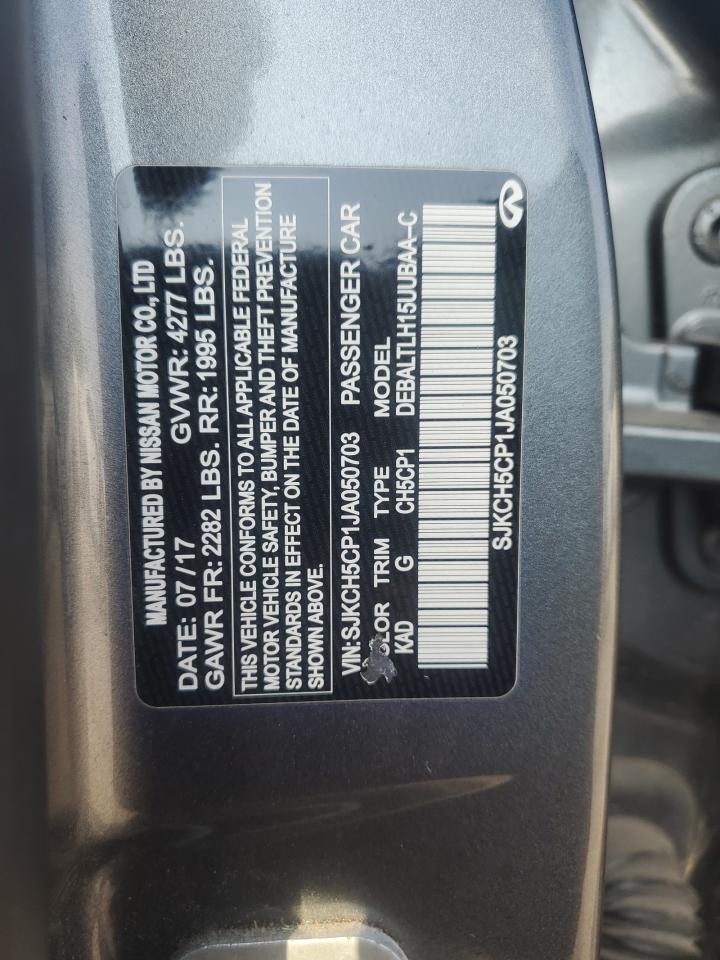 MANUFACTURED BY NISSAN MOTOR CO., LTD
DATE: 07/17 GVWR: 4277 LBS.
GAWR FR: 2282 LBS. RR: 1995 LBS.
THIS VEHICLE CONFORMS TO ALL APPLICABLE FEDERAL
MOTOR VEHICLE SAFETY, BUMPER AND THEFT PREVENTION
STANDARDS IN EFFECT ON THE DATE OF MANUFACTURE
SHOWN ABOVE.
VIN: SJKCH5CP1JA050703 PASSENGER CAR
OLOR TRIM TYPE MODEL
KAD G CH5CP1 DEBALTLH15UUBAA-C
SJKCH5CP1JA050703